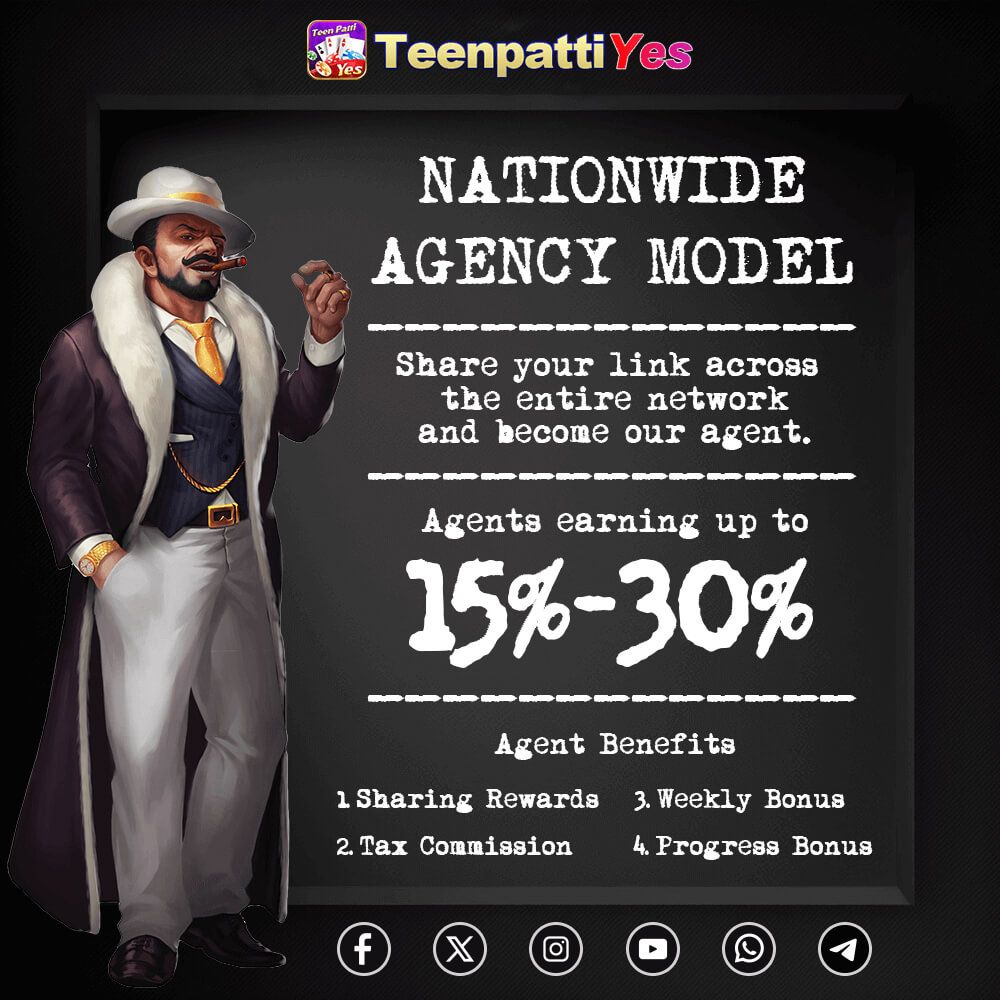 Teen Patti
Yes
TeenpattiYes
NATIONWIDE
AGENCY MODEL
Share your link across
the entire network
and become our agent.
Agents earning up to
15%-30%
Agent Benefits
1. Sharing Rewards
2. Tax Commission
3. Weekly Bonus
4. Progress Bonus